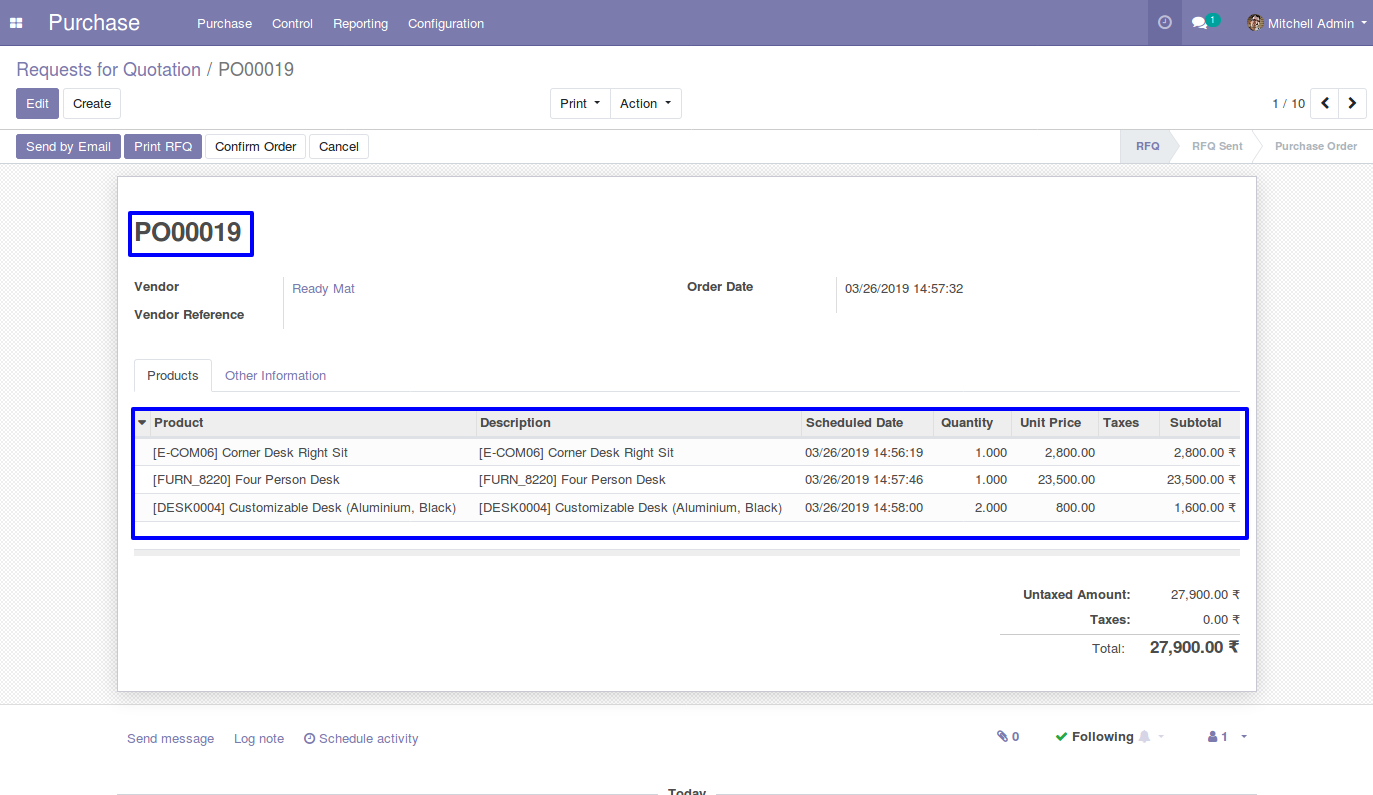 Purchase Purchase Control Reporting Configuration 1 Mitchell Admin
Requests for Quotation / PO00019
Edit Create Print Action 1 / 10
Send by Email Print RFQ Confirm Order Cancel RFQ RFQ Sent Purchase Order
PO00019
Vendor Ready Mat Order Date 03/26/2019 14:57:32
Vendor Reference
Products Other Information
Product Description Scheduled Date Quantity Unit Price Taxes Subtotal
[E-COM06] Corner Desk Right Sit [E-COM06] Corner Desk Right Sit 03/26/2019 14:56:19 1.000 2,800.00 2,800.00 ₹
[FURN_8220] Four Person Desk [FURN_8220] Four Person Desk 03/26/2019 14:57:46 1.000 23,500.00 23,500.00 ₹
[DESK0004] Customizable Desk (Aluminium, Black) [DESK0004] Customizable Desk (Aluminium, Black) 03/26/2019 14:58:00 2.000 800.00 1,600.00 ₹
Untaxed Amount: 27,900.00 ₹
Taxes: 0.00 ₹
Total: 27,900.00 ₹
Send message Log note Schedule activity 0 Following 1
Today